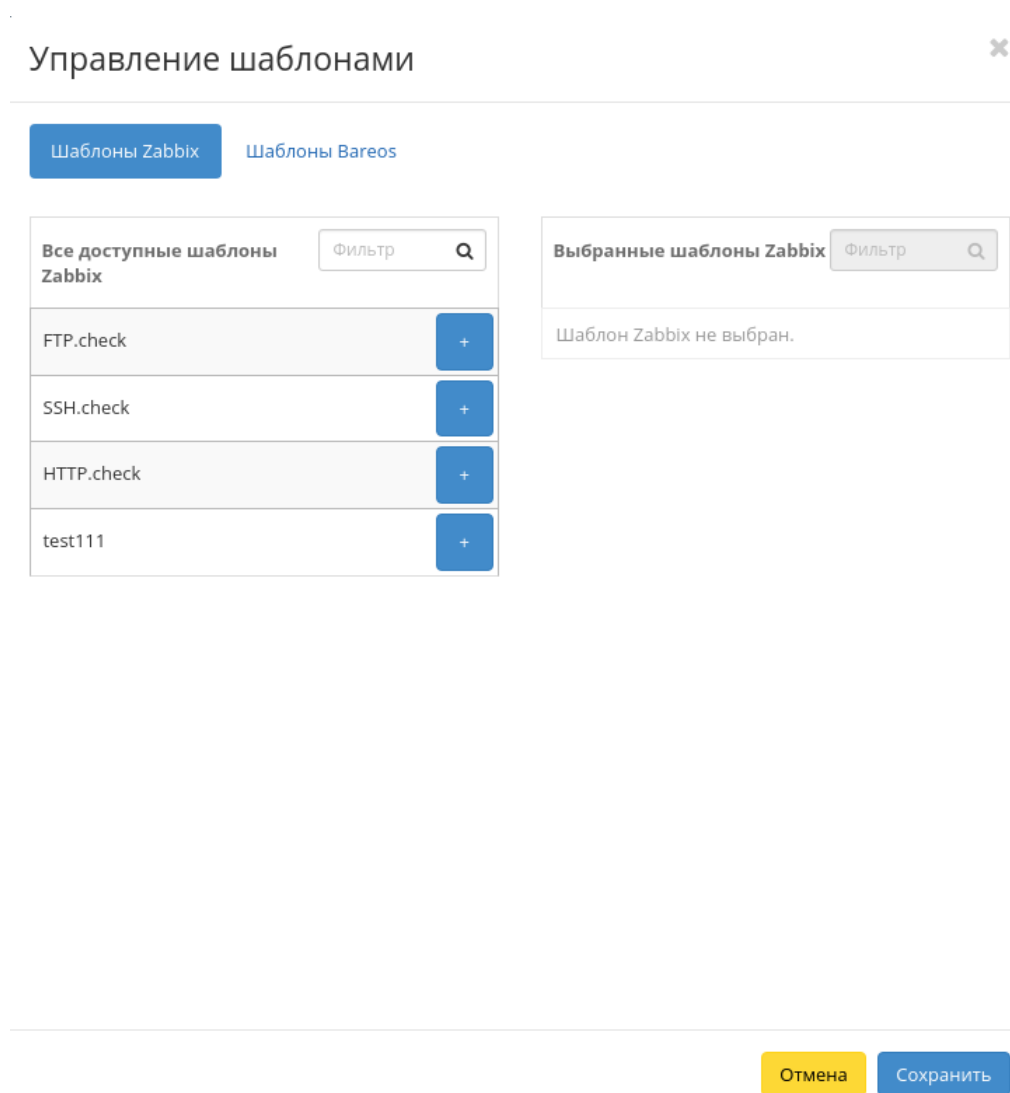 Управление шаблонами
Шаблоны Zabbix
Шаблоны Bareos
Все доступные шаблоны
Zabbix
Фильтр
FTP.check
+
SSH.check
+
HTTP.check
+
test111
+
Выбранные шаблоны Zabbix
Фильтр
Шаблон Zabbix не выбран.
Отмена
Сохранить